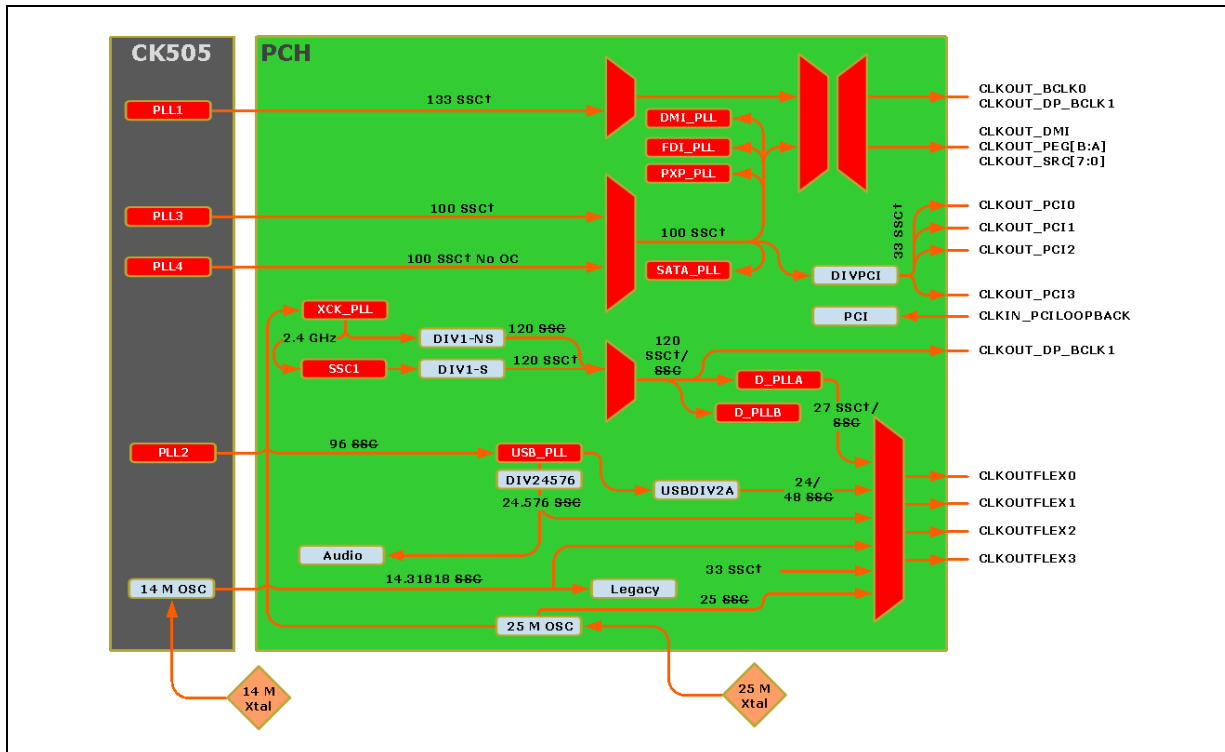 CK505
PCH
PLL1
133 SSC†
DMI_PLL
FDI_PLL
PXP_PLL
CLKOUT_BCLK0
CLKOUT_DP_BCLK1
CLKOUT_DMI
CLKOUT_PEG[B:A]
CLKOUT_SRC[7:0]
PLL3
100 SSC†
PLL4
100 SSC† No OC
100 SSC†
SATA_PLL
DIVPCI
33 SSC†
CLKOUT_PCI0
CLKOUT_PCI1
CLKOUT_PCI2
CLKOUT_PCI3
PCI
CLKIN_PCILOOPBACK
XCK_PLL
2.4 GHz
DIV1-NS
120 SSC
SSC1
DIV1-S
120 SSC†
120
SSC†/
SSC
CLKOUT_DP_BCLK1
D_PLLA
D_PLLB
27 SSC†/
SSC
PLL2
96 SSC
USB_PLL
DIV24576
24.576 SSC
USBDIV2A
24/
48 SSC
CLKOUTFLEX0
CLKOUTFLEX1
CLKOUTFLEX2
CLKOUTFLEX3
Audio
14 M OSC
14.31818 SSC
Legacy
33 SSC†
25 SSC
25 M OSC
14 M
Xtal
25 M
Xtal